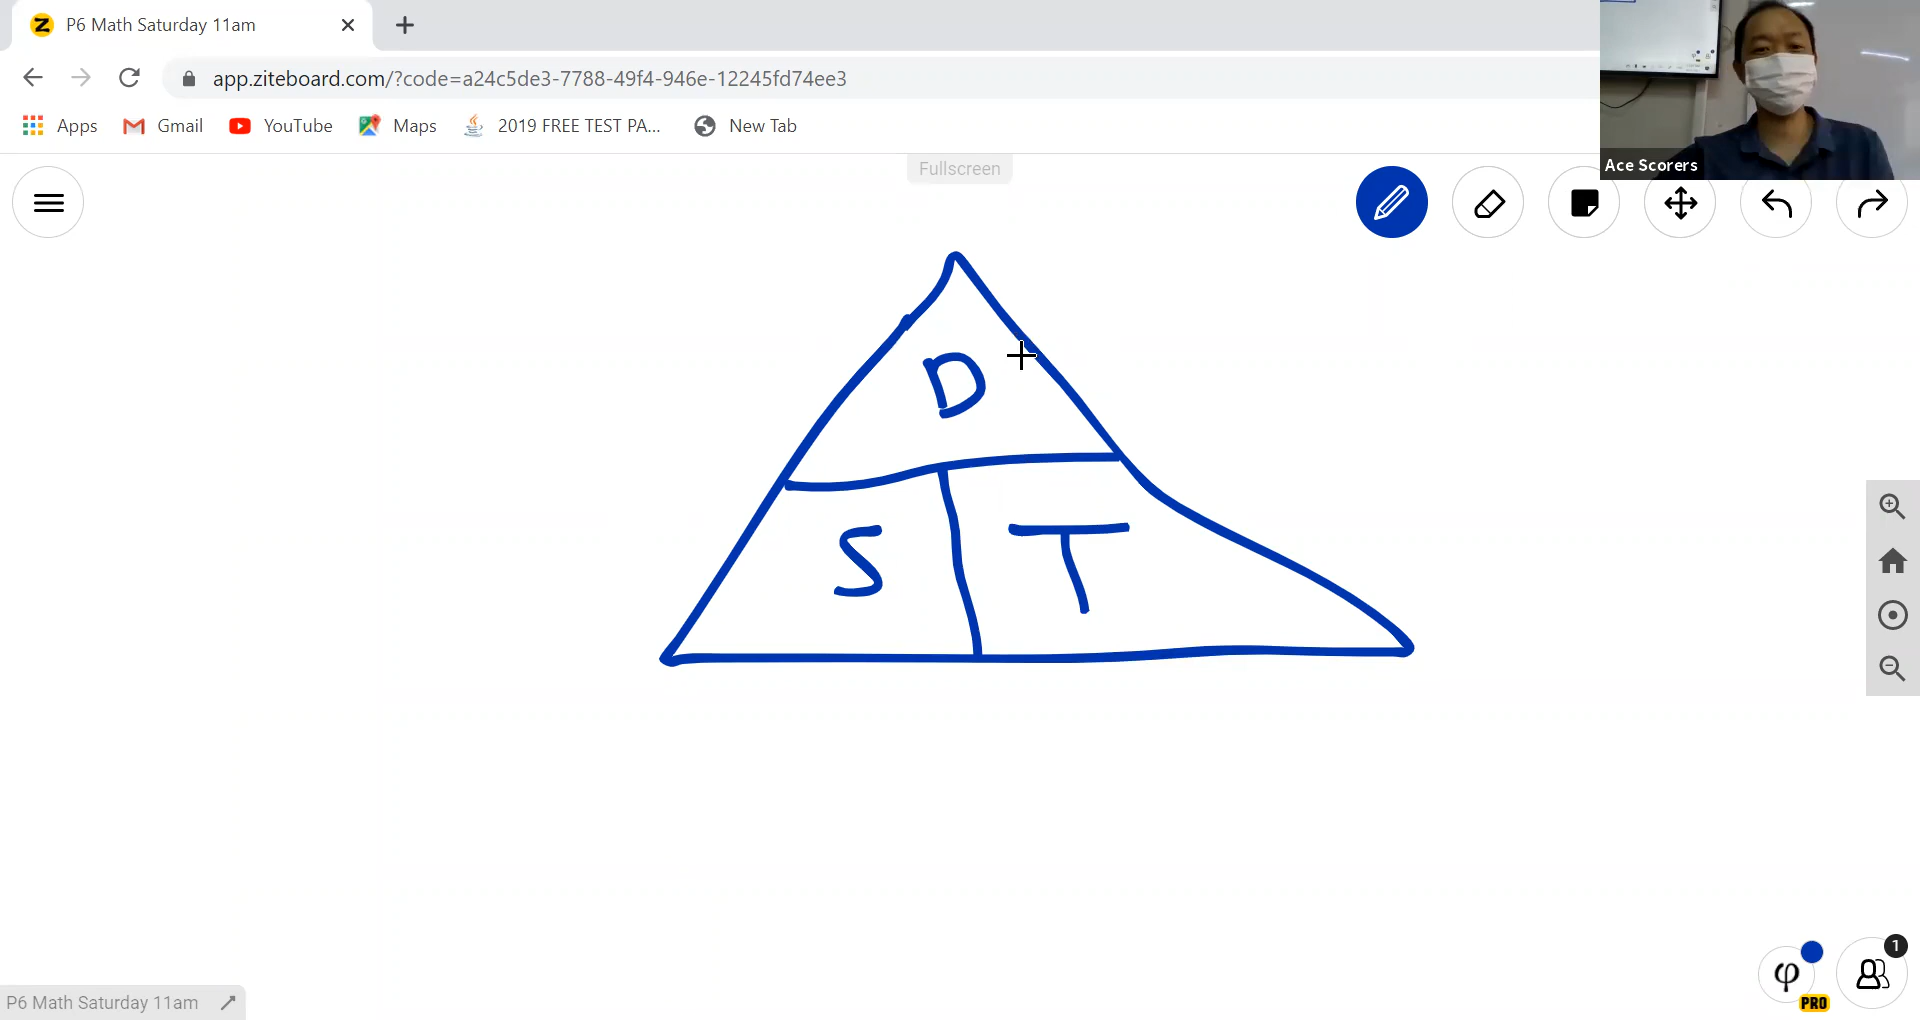 P6 Math Saturday 11am
app.ziteboard.com/?code=a24c5de3-7788-49f4-946e-12245fd74ee3
Apps Gmail YouTube Maps 2019 FREE TEST PA... New Tab
Fullscreen
Ace Scorers
D
S T
1
φ
PRO
P6 Math Saturday 11am